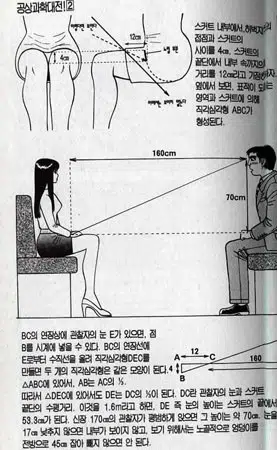 공상과학대전! 2
스커트 내부에서, 허벅지의
접점과 스커트의
사이를 4㎝, 스커트의
끝단에서 내부 속까지의
거리를 12㎝라고 가정하자.
앞에서 보면, 표적이 되는
영역과 스커트에 의해
직각삼각형 ABC가
형성된다.
12㎝
4㎝
160cm
70cm
A 12 C
4
B
BC의 연장상에 관찰자의 눈 E가 있으면, 점
B를 시계에 넣을 수 있다. BC의 연장선에
E로부터 수직선을 올려 직각삼각형DEC를
만들면 두 개의 직각삼각형은 같은 모양이 된다.
△ABC에 있어서, AB는 AC의 ⅓.
따라서 △DEC에 있어서도 DE는 DC의 ⅓이 된다. DC란 관찰자의 눈과 스커트
끝단의 수평거리. 이것을 1.6m라고 하면, DE 즉 눈의 높이는 스커트의 끝에서
53.3㎝가 된다. 신장 170㎝의 관찰자가 평범하게 앉으면 그 높이는 약 70㎝. 눈을
17㎝ 낮추지 않으면 내부가 보이지 않고, 보기 위해서는 노골적으로 엉덩이를
전방으로 45㎝ 잡아 빼지 않으면 안 된다.